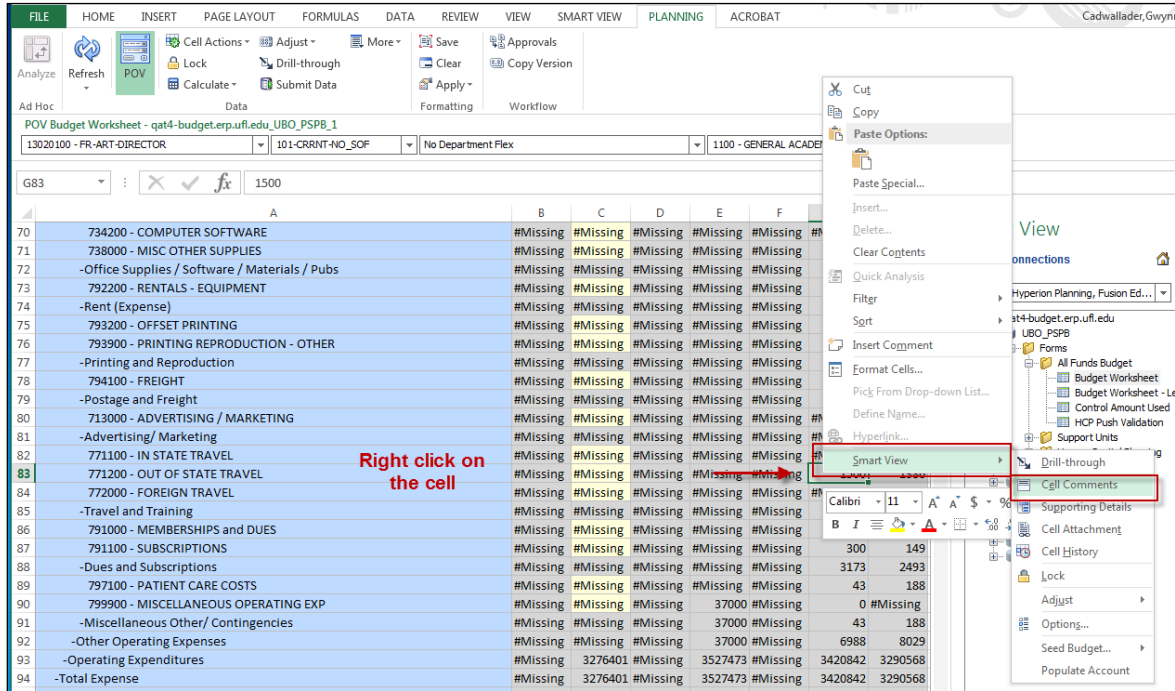 FILE HOME INSERT PAGE LAYOUT FORMULAS DATA REVIEW VIEW SMART VIEW PLANNING ACROBAT Cadwallader,Gwynn
Cell Actions Adjust More Save Approvals
Analyze Refresh POV Lock Drill-through Clear Copy Version
Calculate Submit Data Apply
Ad Hoc Data Formatting Workflow
POV Budget Worksheet - qat4-budget.erp.ufl.edu_UBO_PSPB_1
13020100 - FR-ART-DIRECTOR 101-CRRNT-NO_SOF No Department Flex 1100 - GENERAL ACADE
G83 fx 1500
A B C D E F
70 734200 - COMPUTER SOFTWARE #Missing #Missing #Missing #Missing #Missing
71 738000 - MISC OTHER SUPPLIES #Missing #Missing #Missing #Missing #Missing
72 -Office Supplies / Software / Materials / Pubs #Missing #Missing #Missing #Missing #Missing
73 792200 - RENTALS - EQUIPMENT #Missing #Missing #Missing #Missing #Missing
74 -Rent (Expense) #Missing #Missing #Missing #Missing #Missing
75 793200 - OFFSET PRINTING #Missing #Missing #Missing #Missing #Missing
76 793900 - PRINTING REPRODUCTION - OTHER #Missing #Missing #Missing #Missing #Missing
77 -Printing and Reproduction #Missing #Missing #Missing #Missing #Missing
78 794100 - FREIGHT #Missing #Missing #Missing #Missing #Missing
79 -Postage and Freight #Missing #Missing #Missing #Missing #Missing
80 713000 - ADVERTISING / MARKETING #Missing #Missing #Missing #Missing #Missing
81 -Advertising/ Marketing #Missing #Missing #Missing #Missing #Missing
82 771100 - IN STATE TRAVEL #Missing #Missing #Missing #Missing #Missing
83 771200 - OUT OF STATE TRAVEL #Missing #Missing #Missing #Missing #Missing 1500 1580
84 772000 - FOREIGN TRAVEL #Missing #Missing #Missing #Missing #Missing
85 -Travel and Training #Missing #Missing #Missing #Missing #Missing
86 791000 - MEMBERSHIPS and DUES #Missing #Missing #Missing #Missing #Missing
87 791100 - SUBSCRIPTIONS #Missing #Missing #Missing #Missing #Missing 300 149
88 -Dues and Subscriptions #Missing #Missing #Missing #Missing #Missing 3173 2493
89 797100 - PATIENT CARE COSTS #Missing #Missing #Missing #Missing #Missing 43 188
90 799900 - MISCELLANEOUS OPERATING EXP #Missing #Missing #Missing 37000 #Missing 0 #Missing
91 -Miscellaneous Other/ Contingencies #Missing #Missing #Missing 37000 #Missing 43 188
92 -Other Operating Expenses #Missing #Missing #Missing 37000 #Missing 6988 8029
93 -Operating Expenditures #Missing 3276401 #Missing 3527473 #Missing 3420842 3290568
94 -Total Expense #Missing 3276401 #Missing 3527473 #Missing 3420842 3290568
Right click on
the cell
Cut
Copy
Paste Options:
Paste Special...
Insert...
Delete...
Clear Contents
Quick Analysis
Filter
Sort
Insert Comment
Format Cells...
Pick From Drop-down List...
Define Name...
Hyperlink...
Smart View
Calibri 11 A A $ %
B I A
View
onnections
Hyperion Planning, Fusion Ed...
at4-budget.erp.ufl.edu
UBO_PSPB
Forms
All Funds Budget
Budget Worksheet
Budget Worksheet - Le
Control Amount Used
HCP Push Validation
Support Units
Drill-through
Cell Comments
Supporting Details
Cell Attachment
Cell History
Lock
Adjust
Options...
Seed Budget...
Populate Account